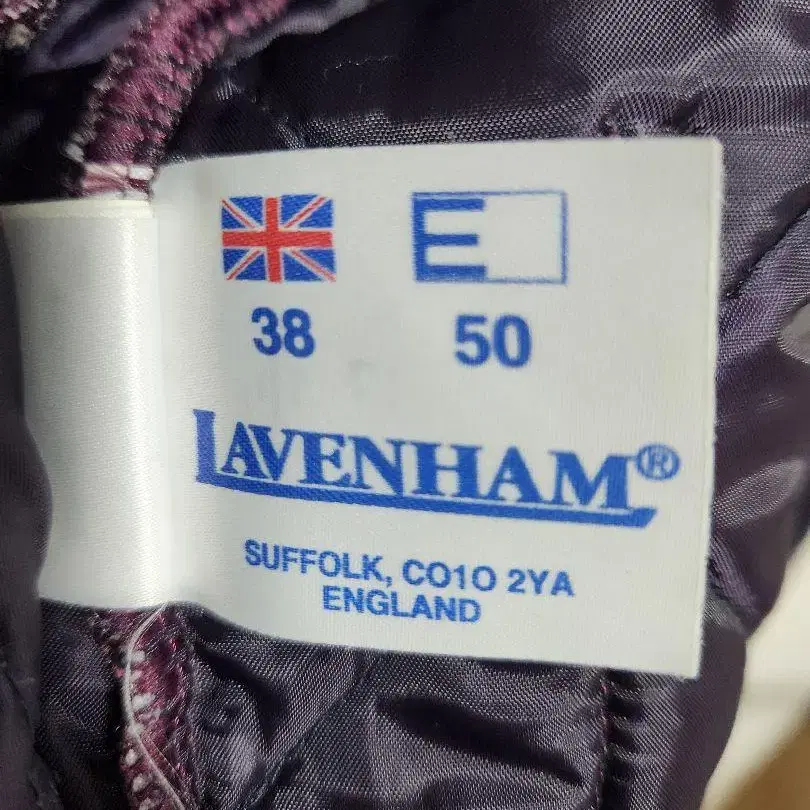 E
38 50
LAVENHAM®
SUFFOLK, CO1O 2YA
ENGLAND